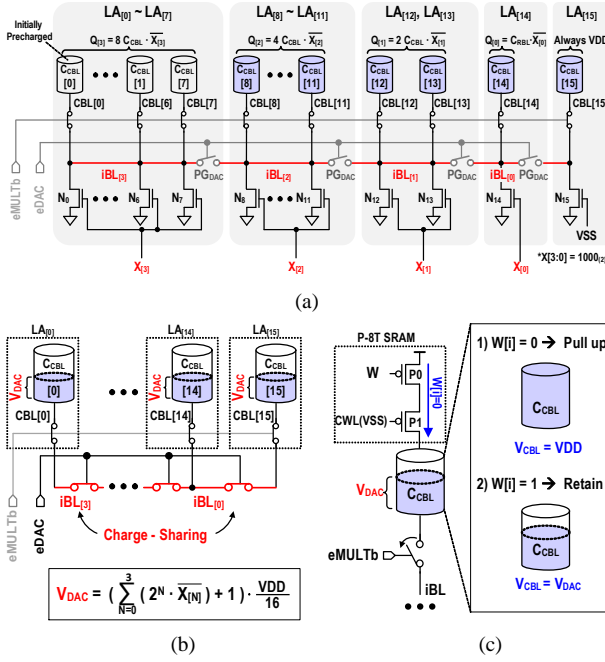 LA[0] ~ LA[7]
LA[8] ~ LA[11]
LA[12], LA[13]
LA[14]
LA[15]
Initially
Precharged
Q[3]= 8 CCBL · X[3]
Q[2]= 4 CCBL · X[2]
Q[1]= 2 CCBL · X[1]
Q[0]= CRBL· X[0]
Always VDD
CCBL [0]
CCBL [1]
CCBL [7]
CCBL [8]
CCBL [11]
CCBL [12]
CCBL [13]
CCBL [14]
CCBL [15]
CBL[0]
CBL[6]
CBL[7]
CBL[8]
CBL[11]
CBL[12]
CBL[13]
CBL[14]
CBL[15]
eMULTb
eDAC
iBL[3]
PGDAC
iBL[2]
PGDAC
iBL[1]
PGDAC
iBL[0]
PGDAC
N0
N6
N7
N8
N11
N12
N13
N14
N15
VSS
X[3]
X[2]
X[1]
X[0]
*X[3:0] = 1000(2)
(a)
LA[0]
LA[14]
LA[15]
CCBL
CCBL
CCBL
VDAC
[0]
VDAC
[14]
VDAC
[15]
CBL[0]
CBL[14]
CBL[15]
eMULTb
eDAC
iBL[3]
iBL[0]
Charge - Sharing
VDAC = ( 3 ∑ N=0 ( 2^N · X[N] ) + 1 ) · VDD / 16
(b)
P-8T SRAM
W
P0
W[i]=0
CWL(VSS)
P1
VDAC
CCBL
eMULTb
iBL
1) W[i] = 0 → Pull up
CCBL
VCBL = VDD
2) W[i] = 1 → Retain
CCBL
VCBL = VDAC
(c)